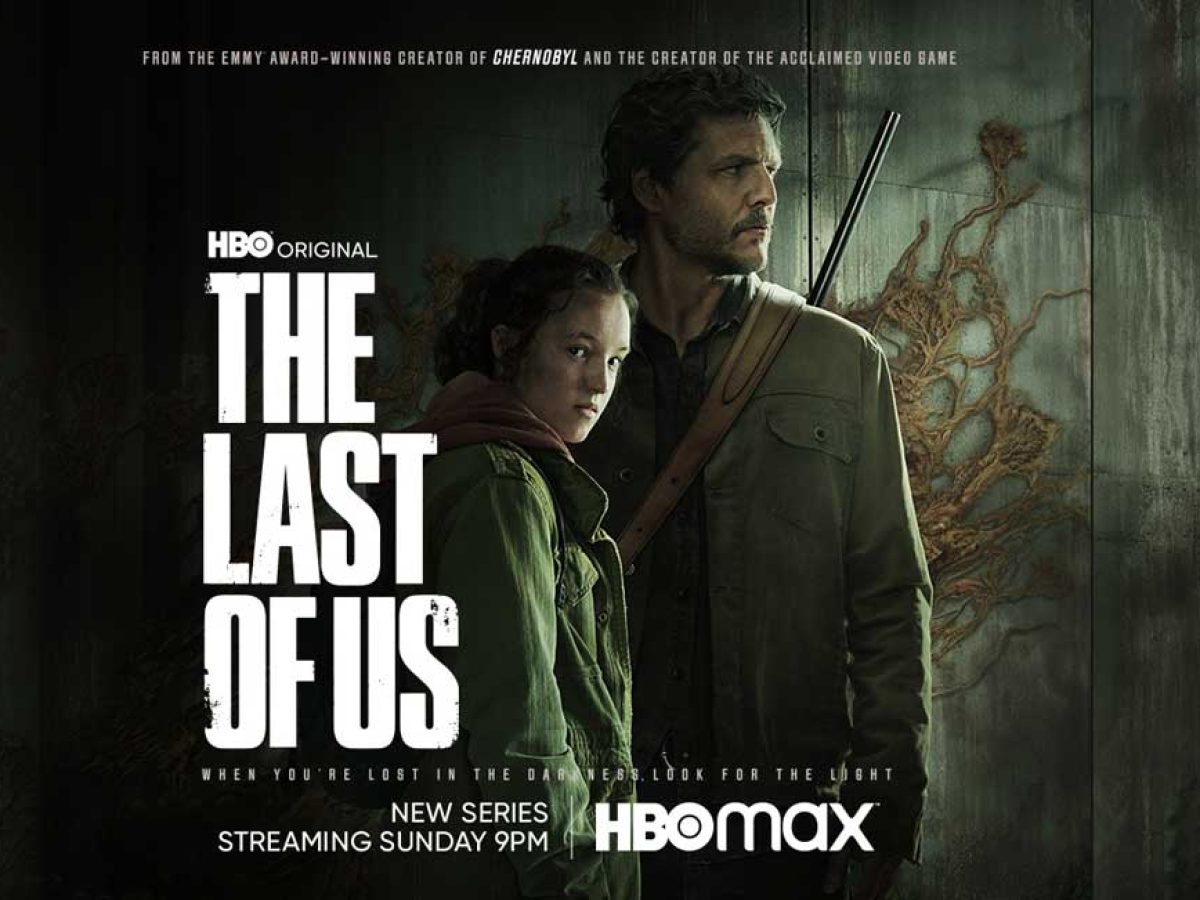 FROM THE EMMY® AWARD-WINNING CREATOR OF CHERNOBYL AND THE CREATOR OF THE ACCLAIMED VIDEO GAME
HBO ORIGINAL
THE
LAST
OF US
WHEN YOU'RE LOST IN THE DARKNESS, LOOK FOR THE LIGHT
NEW SERIES
STREAMING SUNDAY 9PM
HBOmax